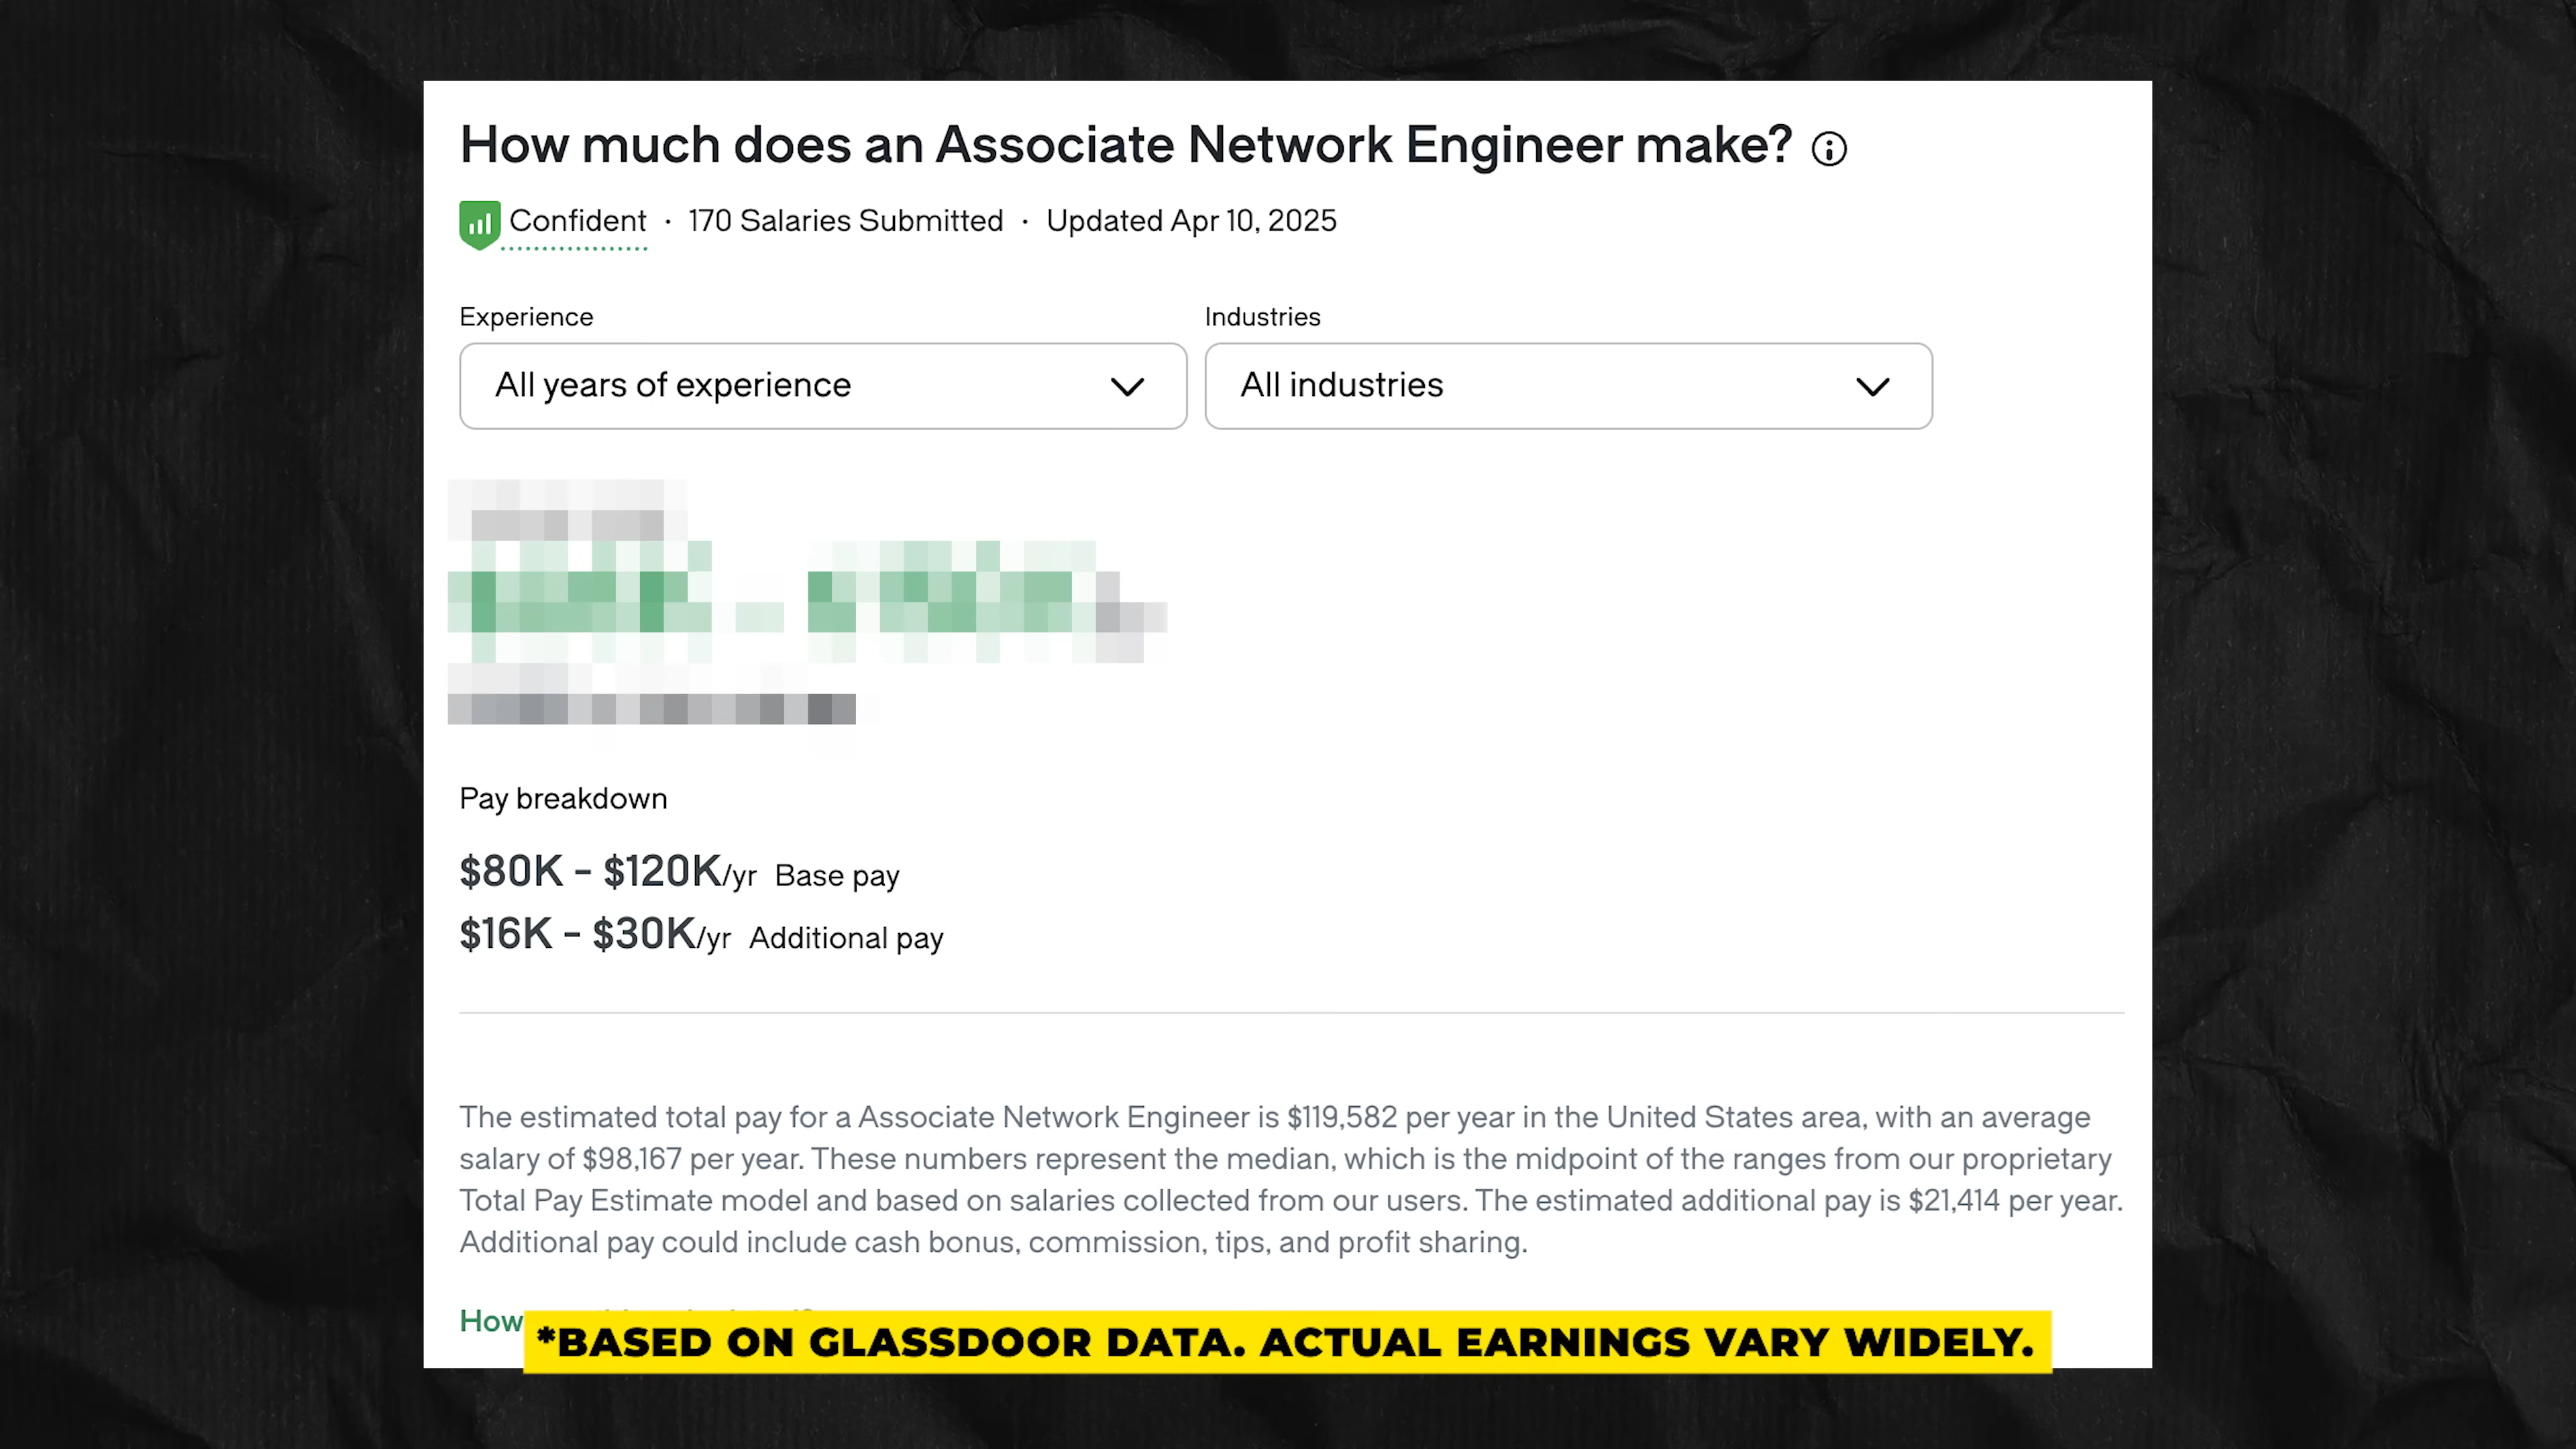 How much does an Associate Network Engineer make?
Confident · 170 Salaries Submitted · Updated Apr 10, 2025
Experience
Industries
All years of experience
All industries
Pay breakdown
$80K – $120K/yr Base pay
$16K – $30K/yr Additional pay
The estimated total pay for a Associate Network Engineer is $119,582 per year in the United States area, with an average
salary of $98,167 per year. These numbers represent the median, which is the midpoint of the ranges from our proprietary
Total Pay Estimate model and based on salaries collected from our users. The estimated additional pay is $21,414 per year.
Additional pay could include cash bonus, commission, tips, and profit sharing.
How
*BASED ON GLASSDOOR DATA. ACTUAL EARNINGS VARY WIDELY.